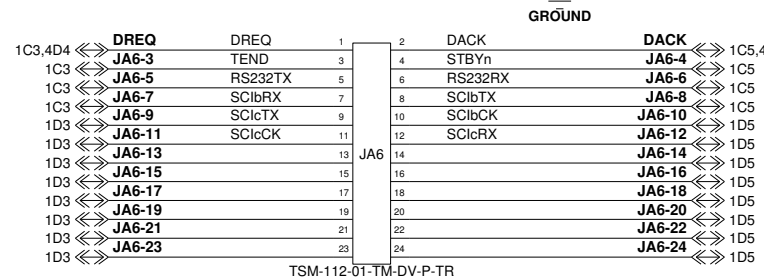 GROUND
DREQ DREQ 1 2 DACK DACK
1C3,4D4 1C5,4
JA6-3 TEND 3 4 STBYn JA6-4
1C3 1C5
JA6-5 RS232TX 5 6 RS232RX JA6-6
1C3 1C5
JA6-7 SCIbRX 7 8 SCIbTX JA6-8
1C3 1C5
JA6-9 SCIcTX 9 10 SCIbCK JA6-10
1D3 1D5
JA6-11 SCIcCK 11 12 SCIcRX JA6-12
1D3 1D5
JA6-13 13 JA6 14 JA6-14
1D3 1D5
JA6-15 15 16 JA6-16
1D3 1D5
JA6-17 17 18 JA6-18
1D3 1D5
JA6-19 19 20 JA6-20
1D3 1D5
JA6-21 21 22 JA6-22
1D3 1D5
JA6-23 23 24 JA6-24
1D3 1D5
TSM-112-01-TM-DV-P-TR